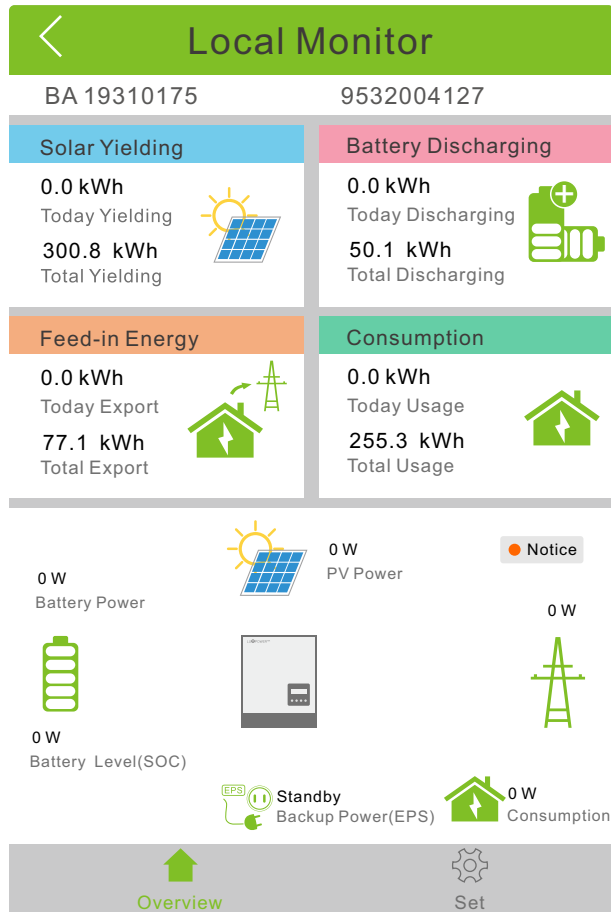 Local Monitor
BA 19310175 9532004127
Solar Yielding
0.0 kWh
Today Yielding
300.8 kWh
Total Yielding
Battery Discharging
0.0 kWh
Today Discharging
50.1 kWh
Total Discharging
Feed-in Energy
0.0 kWh
Today Export
77.1 kWh
Total Export
Consumption
0.0 kWh
Today Usage
255.3 kWh
Total Usage
0 W
PV Power
Notice
0 W
Battery Power
0 W
0 W
Battery Level(SOC)
EPS
Standby
Backup Power(EPS)
0 W
Consumption
Overview
Set